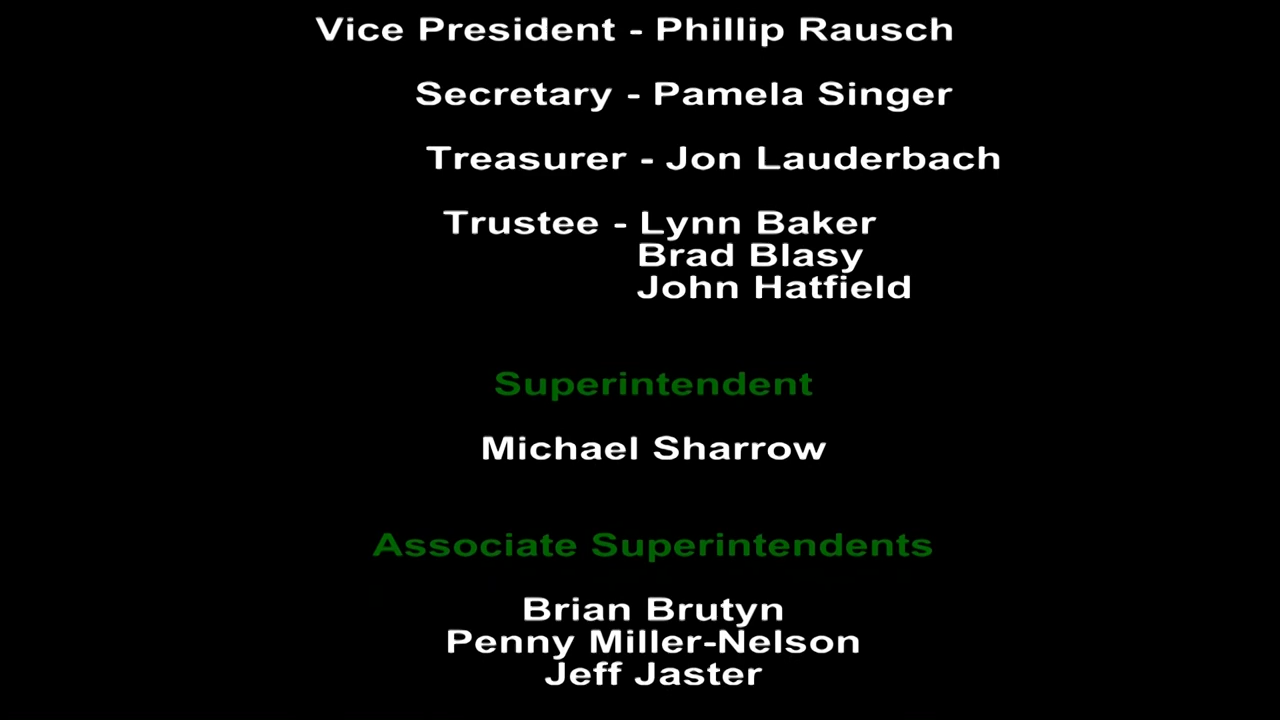 Vice President - Phillip Rausch
Secretary - Pamela Singer
Treasurer - Jon Lauderbach
Trustee - Lynn Baker
Brad Blasy
John Hatfield
Superintendent
Michael Sharrow
Associate Superintendents
Brian Brutyn
Penny Miller-Nelson
Jeff Jaster